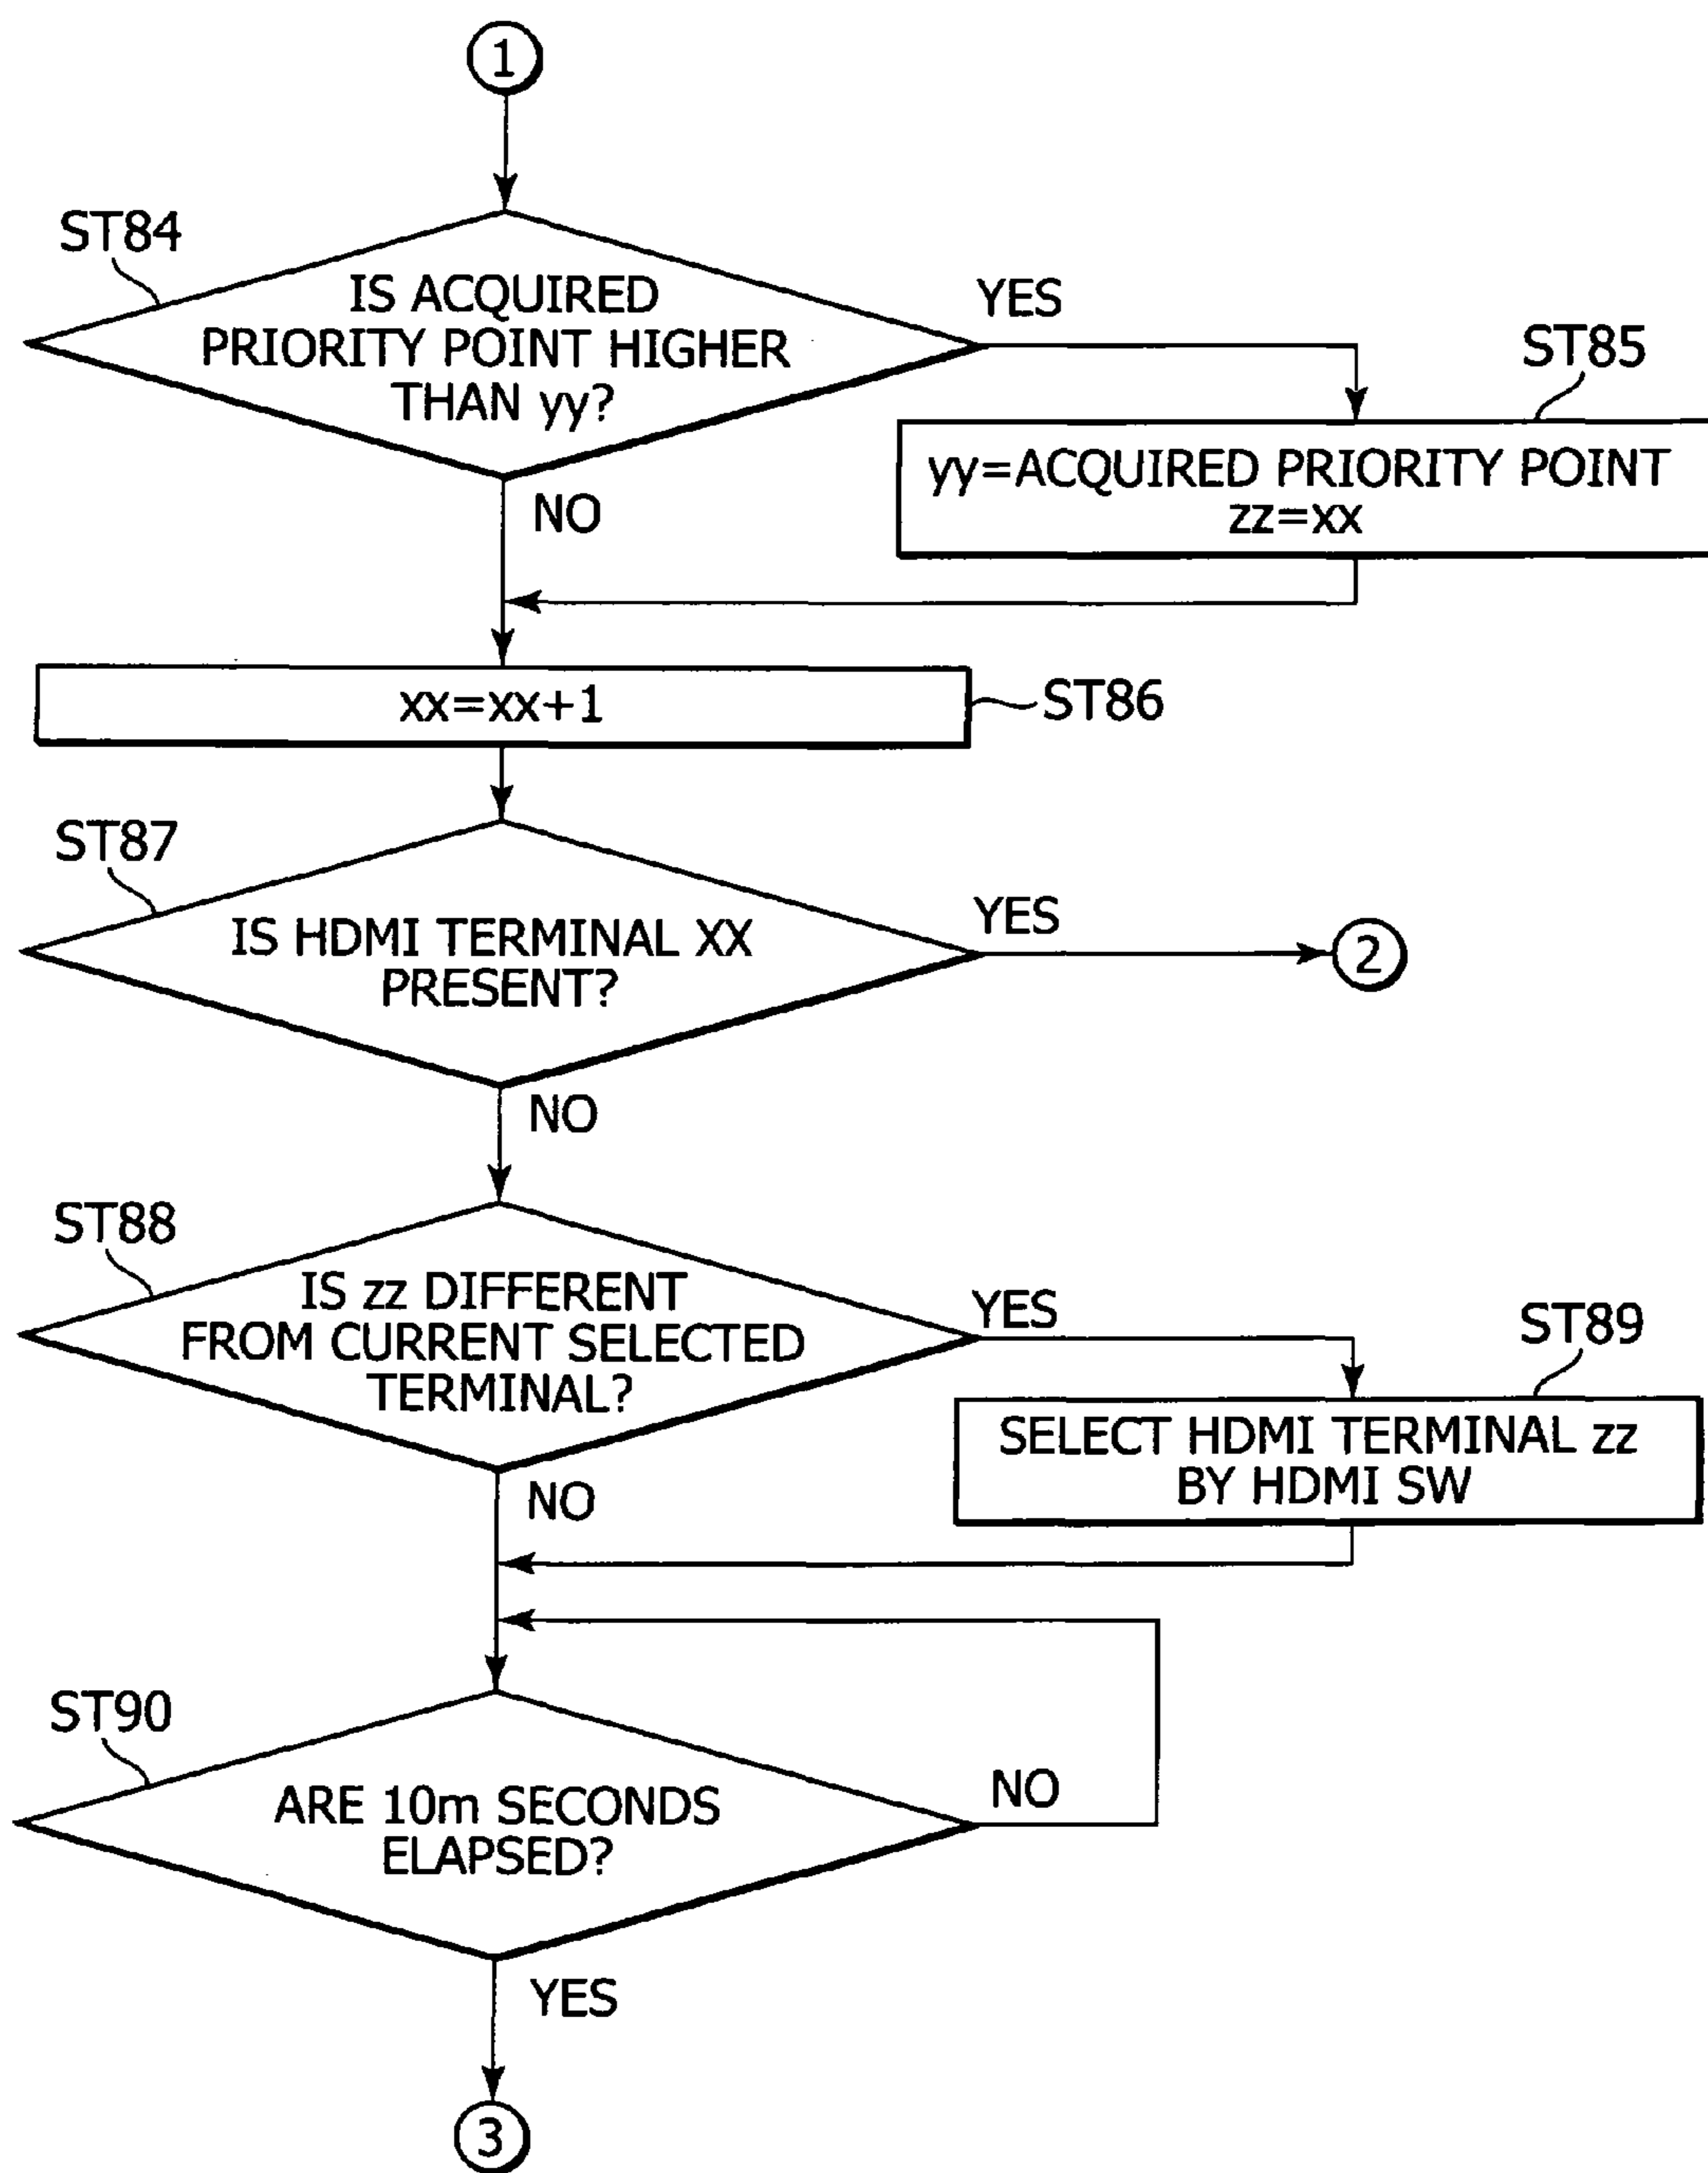 1
ST84
IS ACQUIRED
PRIORITY POINT HIGHER
THAN yy?
YES
ST85
yy=ACQUIRED PRIORITY POINT
zz=xx
NO
xx=xx+1
ST86
ST87
IS HDMI TERMINAL XX
PRESENT?
YES
2
NO
ST88
IS zz DIFFERENT
FROM CURRENT SELECTED
TERMINAL?
YES
ST89
SELECT HDMI TERMINAL zz
BY HDMI SW
NO
ST90
ARE 10m SECONDS
ELAPSED?
NO
YES
3